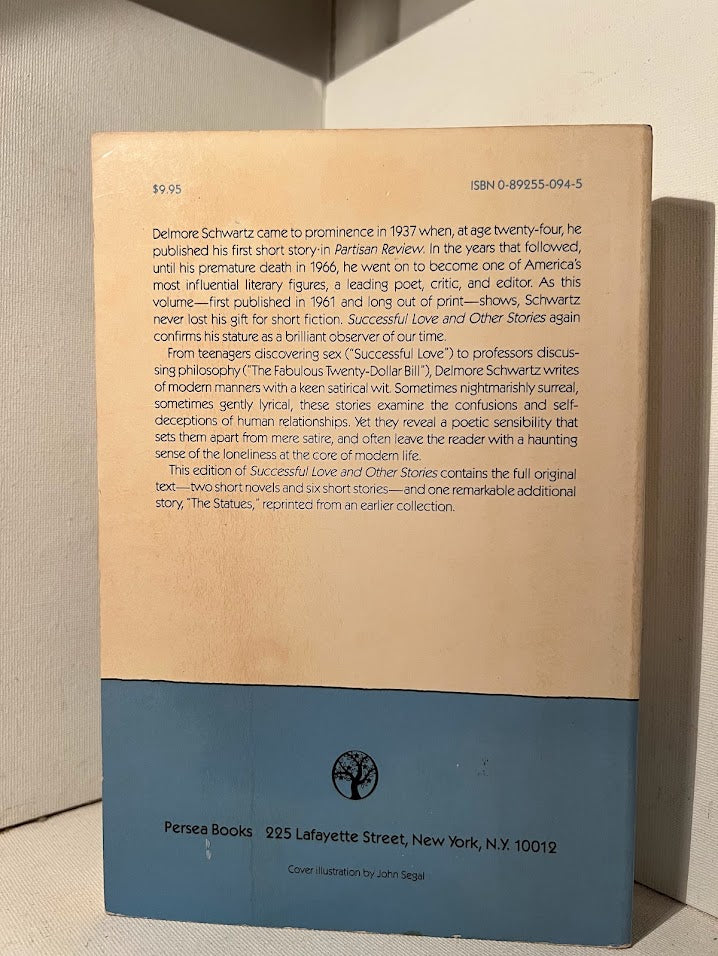 $9.95
ISBN 0-89255-094-5
Delmore Schwartz came to prominence in 1937 when, at age twenty-four, he
published his first short story in Partisan Review. In the years that followed,
until his premature death in 1966, he went on to become one of America's
most influential literary figures, a leading poet, critic, and editor. As this
volume—first published in 1961 and long out of print—shows, Schwartz
never lost his gift for short fiction. Successful Love and Other Stories again
confirms his stature as a brilliant observer of our time.
From teenagers discovering sex ("Successful Love") to professors discus-
sing philosophy ("The Fabulous Twenty-Dollar Bill"), Delmore Schwartz writes
of modern manners with a keen satirical wit. Sometimes nightmarishly surreal,
sometimes gently lyrical, these stories examine the confusions and self-
deceptions of human relationships. Yet they reveal a poetic sensibility that
sets them apart from mere satire, and often leave the reader with a haunting
sense of the loneliness at the core of modern life.
This edition of Successful Love and Other Stories contains the full original
text—two short novels and six short stories—and one remarkable additional
story, "The Statues," reprinted from an earlier collection.
Persea Books 225 Lafayette Street, New York, N.Y. 10012
Cover illustration by John Segal